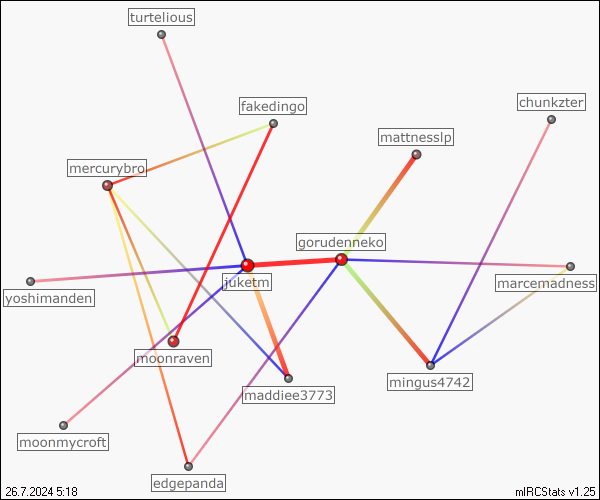 turtelious
chunkzter
fakedingo
mattnesslp
mercurybro
gorudenneko
juketm
marcemadness
yoshimanden
moonraven
mingus4742
maddiee3773
moonmycroft
edgepanda
26.7.2024 5:18
mIRCStats v1.25